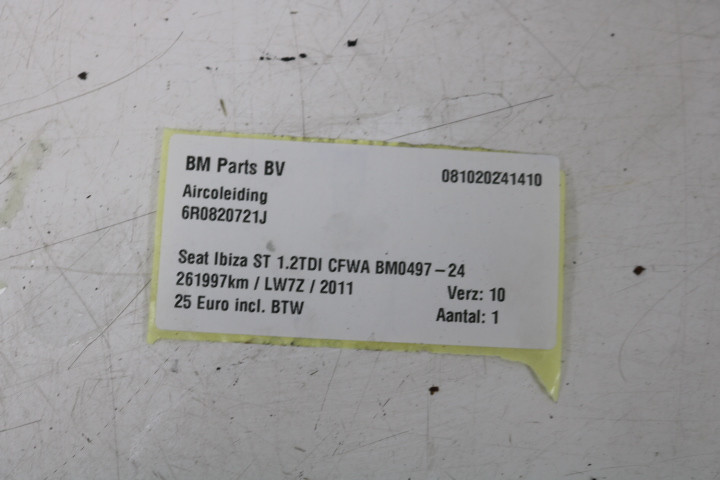 BM Parts BV 081020241410
Aircoleiding
6R0820721J
Seat Ibiza ST 1.2TDI CFWA BM0497-24
261997km / LW7Z / 2011 Verz: 10
25 Euro incl. BTW Aantal: 1